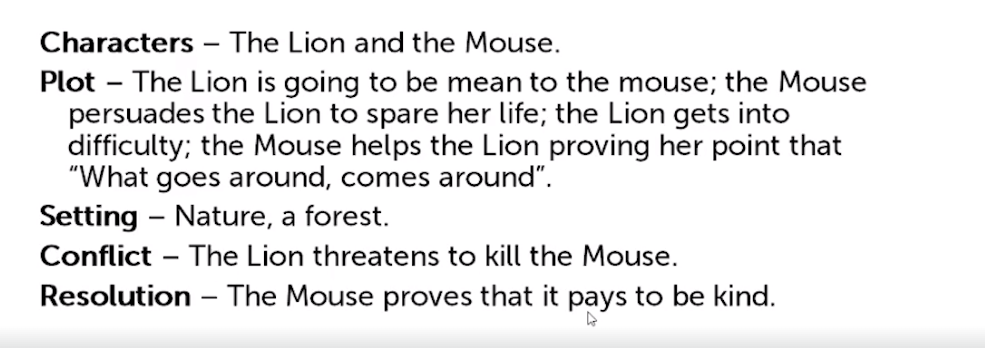 Characters – The Lion and the Mouse.
Plot – The Lion is going to be mean to the mouse; the Mouse
persuades the Lion to spare her life; the Lion gets into
difficulty; the Mouse helps the Lion proving her point that
“What goes around, comes around”.
Setting – Nature, a forest.
Conflict – The Lion threatens to kill the Mouse.
Resolution – The Mouse proves that it pays to be kind.